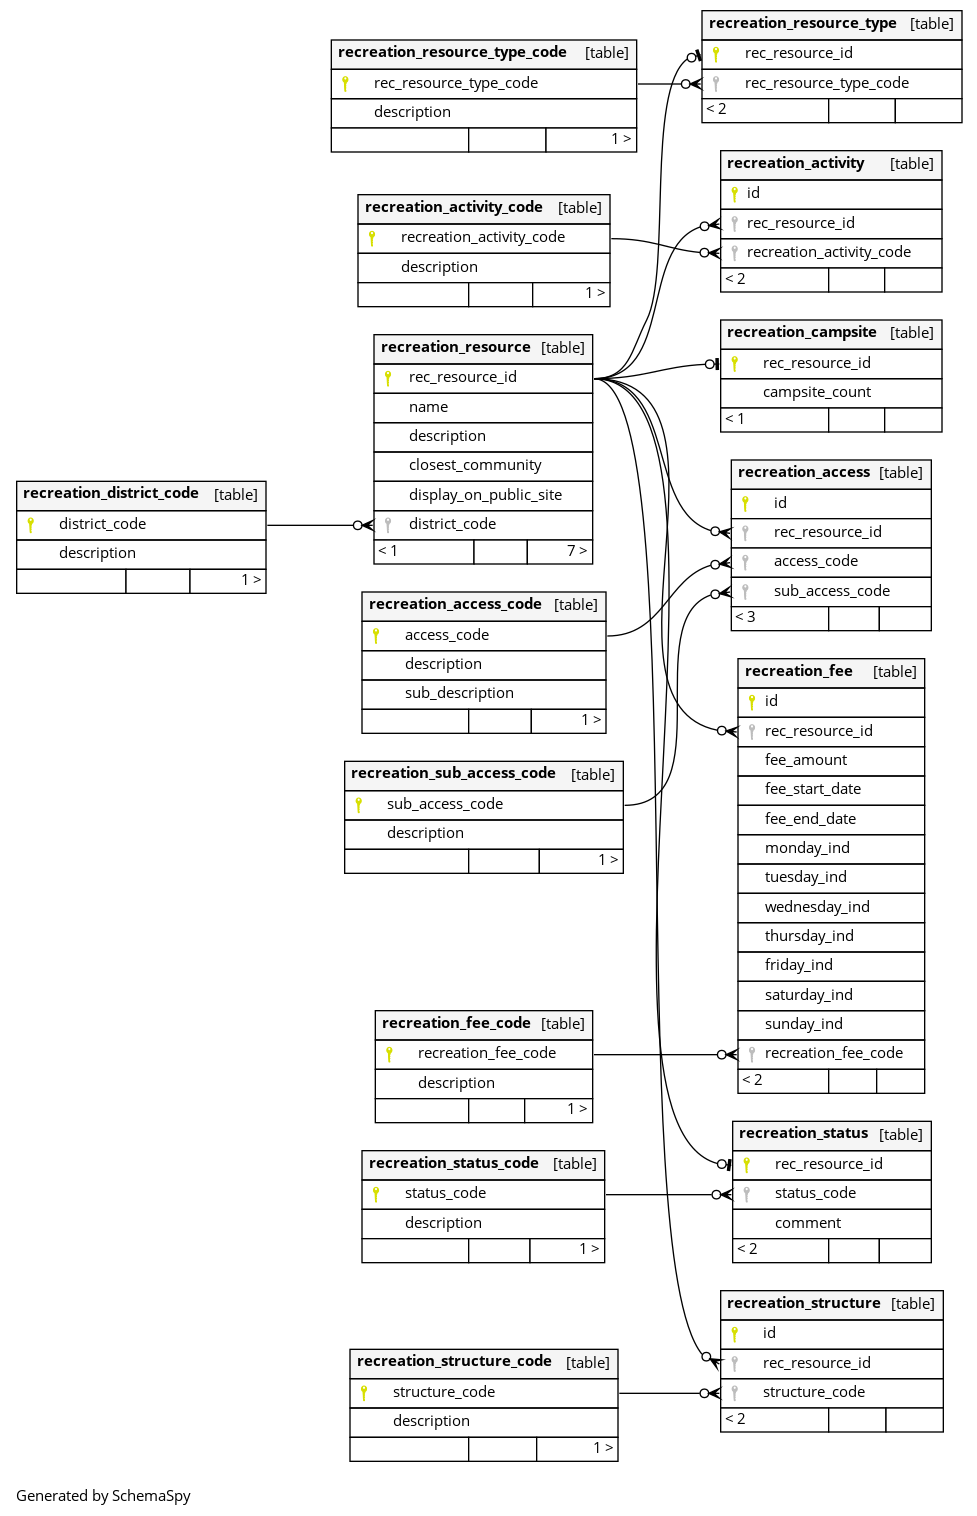 recreation_resource_type [table]
rec_resource_id
rec_resource_type_code
< 2
recreation_resource_type_code [table]
rec_resource_type_code
description
1 >
recreation_activity [table]
id
rec_resource_id
recreation_activity_code
< 2
recreation_activity_code [table]
recreation_activity_code
description
1 >
recreation_campsite [table]
rec_resource_id
campsite_count
< 1
recreation_resource [table]
rec_resource_id
name
description
closest_community
display_on_public_site
district_code
< 1 7 >
recreation_district_code [table]
district_code
description
1 >
recreation_access [table]
id
rec_resource_id
access_code
sub_access_code
< 3
recreation_access_code [table]
access_code
description
sub_description
1 >
recreation_fee [table]
id
rec_resource_id
fee_amount
fee_start_date
fee_end_date
monday_ind
tuesday_ind
wednesday_ind
thursday_ind
friday_ind
saturday_ind
sunday_ind
recreation_fee_code
< 2
recreation_sub_access_code [table]
sub_access_code
description
1 >
recreation_fee_code [table]
recreation_fee_code
description
1 >
recreation_status [table]
rec_resource_id
status_code
comment
< 2
recreation_status_code [table]
status_code
description
1 >
recreation_structure [table]
id
rec_resource_id
structure_code
< 2
recreation_structure_code [table]
structure_code
description
1 >
Generated by SchemaSpy